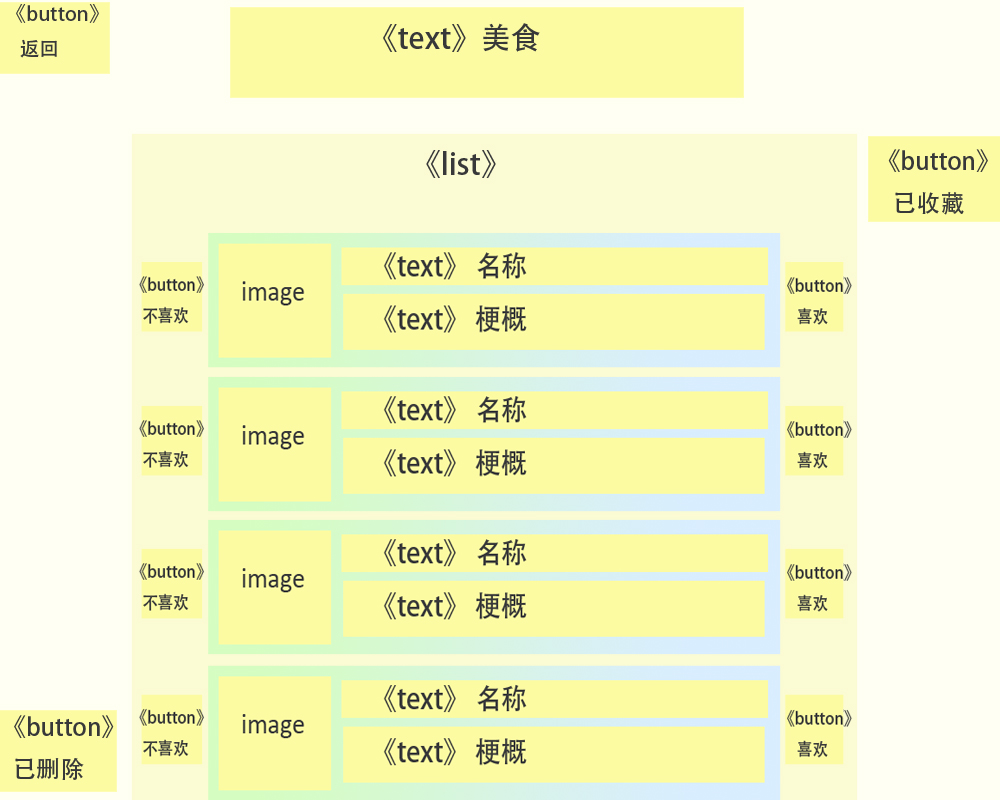 《button》
返回
《text》美食
《list》
《button》
已收藏
《button》
不喜欢
image
《text》 名称
《text》 梗概
《button》
喜欢
《button》
不喜欢
image
《text》 名称
《text》 梗概
《button》
喜欢
《button》
不喜欢
image
《text》 名称
《text》 梗概
《button》
喜欢
《button》
不喜欢
image
《text》 名称
《text》 梗概
《button》
喜欢
《button》
已删除